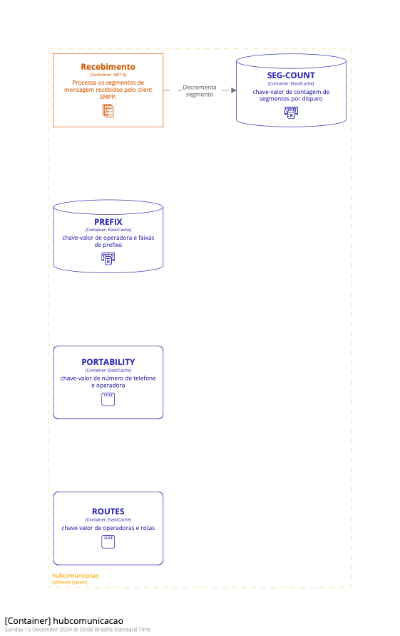 Recebimento
[Container: .NET 6]
Processa os segmentos de
mensagem recebidos pelo client
SMPP.
Decrementa
segmento
SEG-COUNT
[Container: ElastiCache]
chave-valor de contagem de
segmentos por disparo
PREFIX
[Container: ElastiCache]
chave-valor de operadora e faixas
de prefixo
PORTABILITY
[Container: ElastiCache]
chave-valor de número de telefone
e operadora
ROUTES
[Container: ElastiCache]
chave-valor de operadoras e rotas
hubcomunicacao
[Software System]
[Container] hubcomunicacao
Sunday 15 December 2024 at 03:00 Brasilia Standard Time